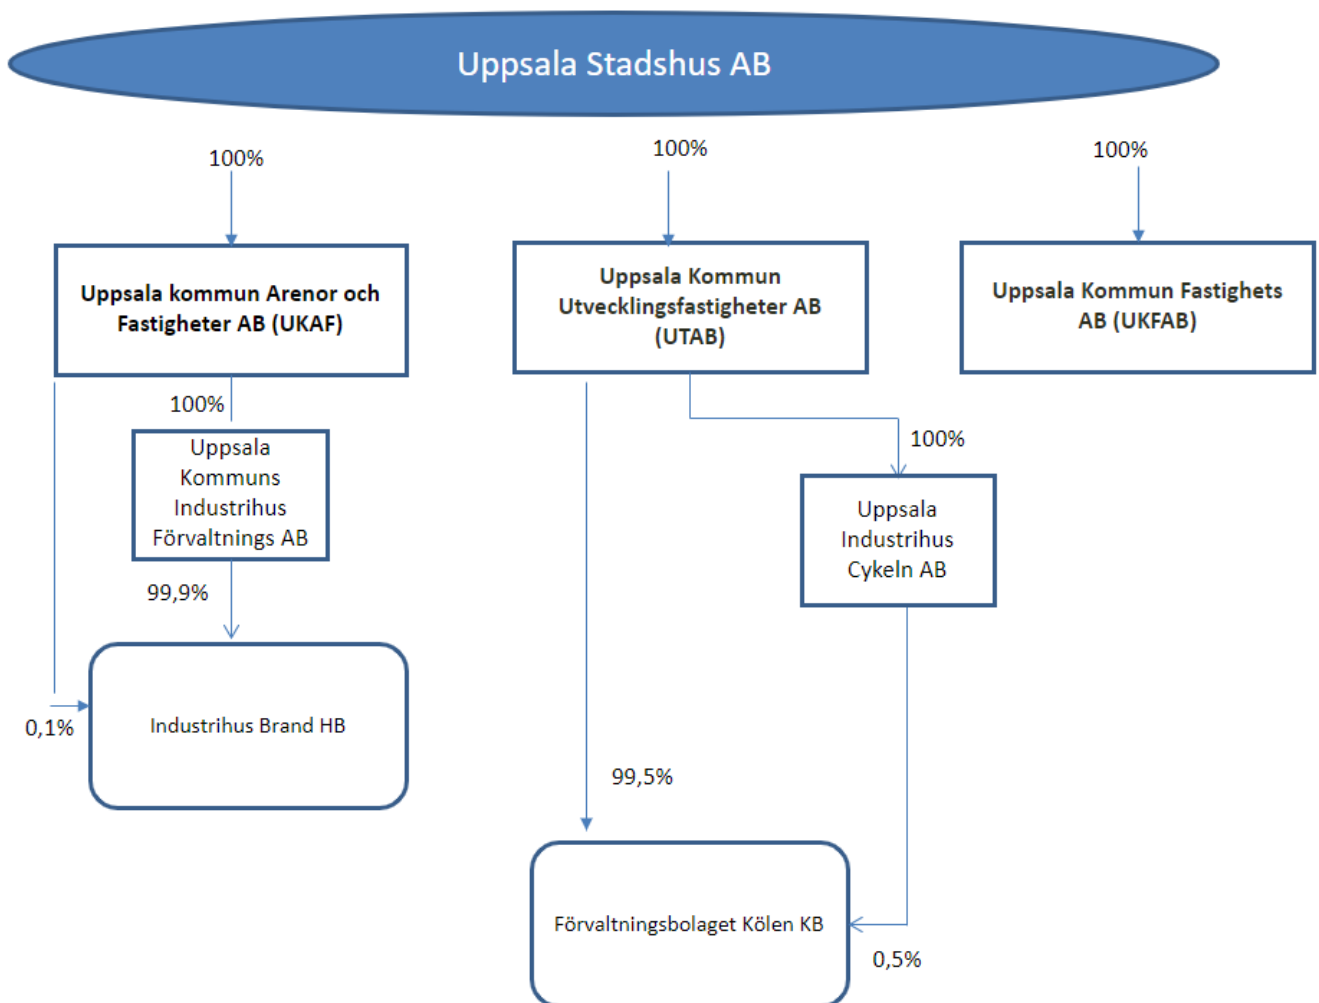 Uppsala Stadshus AB
100%
100%
100%
Uppsala kommun Arenor och
Fastigheter AB (UKAF)
Uppsala Kommun
Utvecklingsfastigheter AB
(UTAB)
Uppsala Kommun Fastighets
AB (UKFAB)
100%
Uppsala
Kommuns
Industrihus
Förvaltnings AB
100%
Uppsala
Industrihus
Cykeln AB
99,9%
0,1%
Industrihus Brand HB
99,5%
Förvaltningsbolaget Kölen KB
0,5%